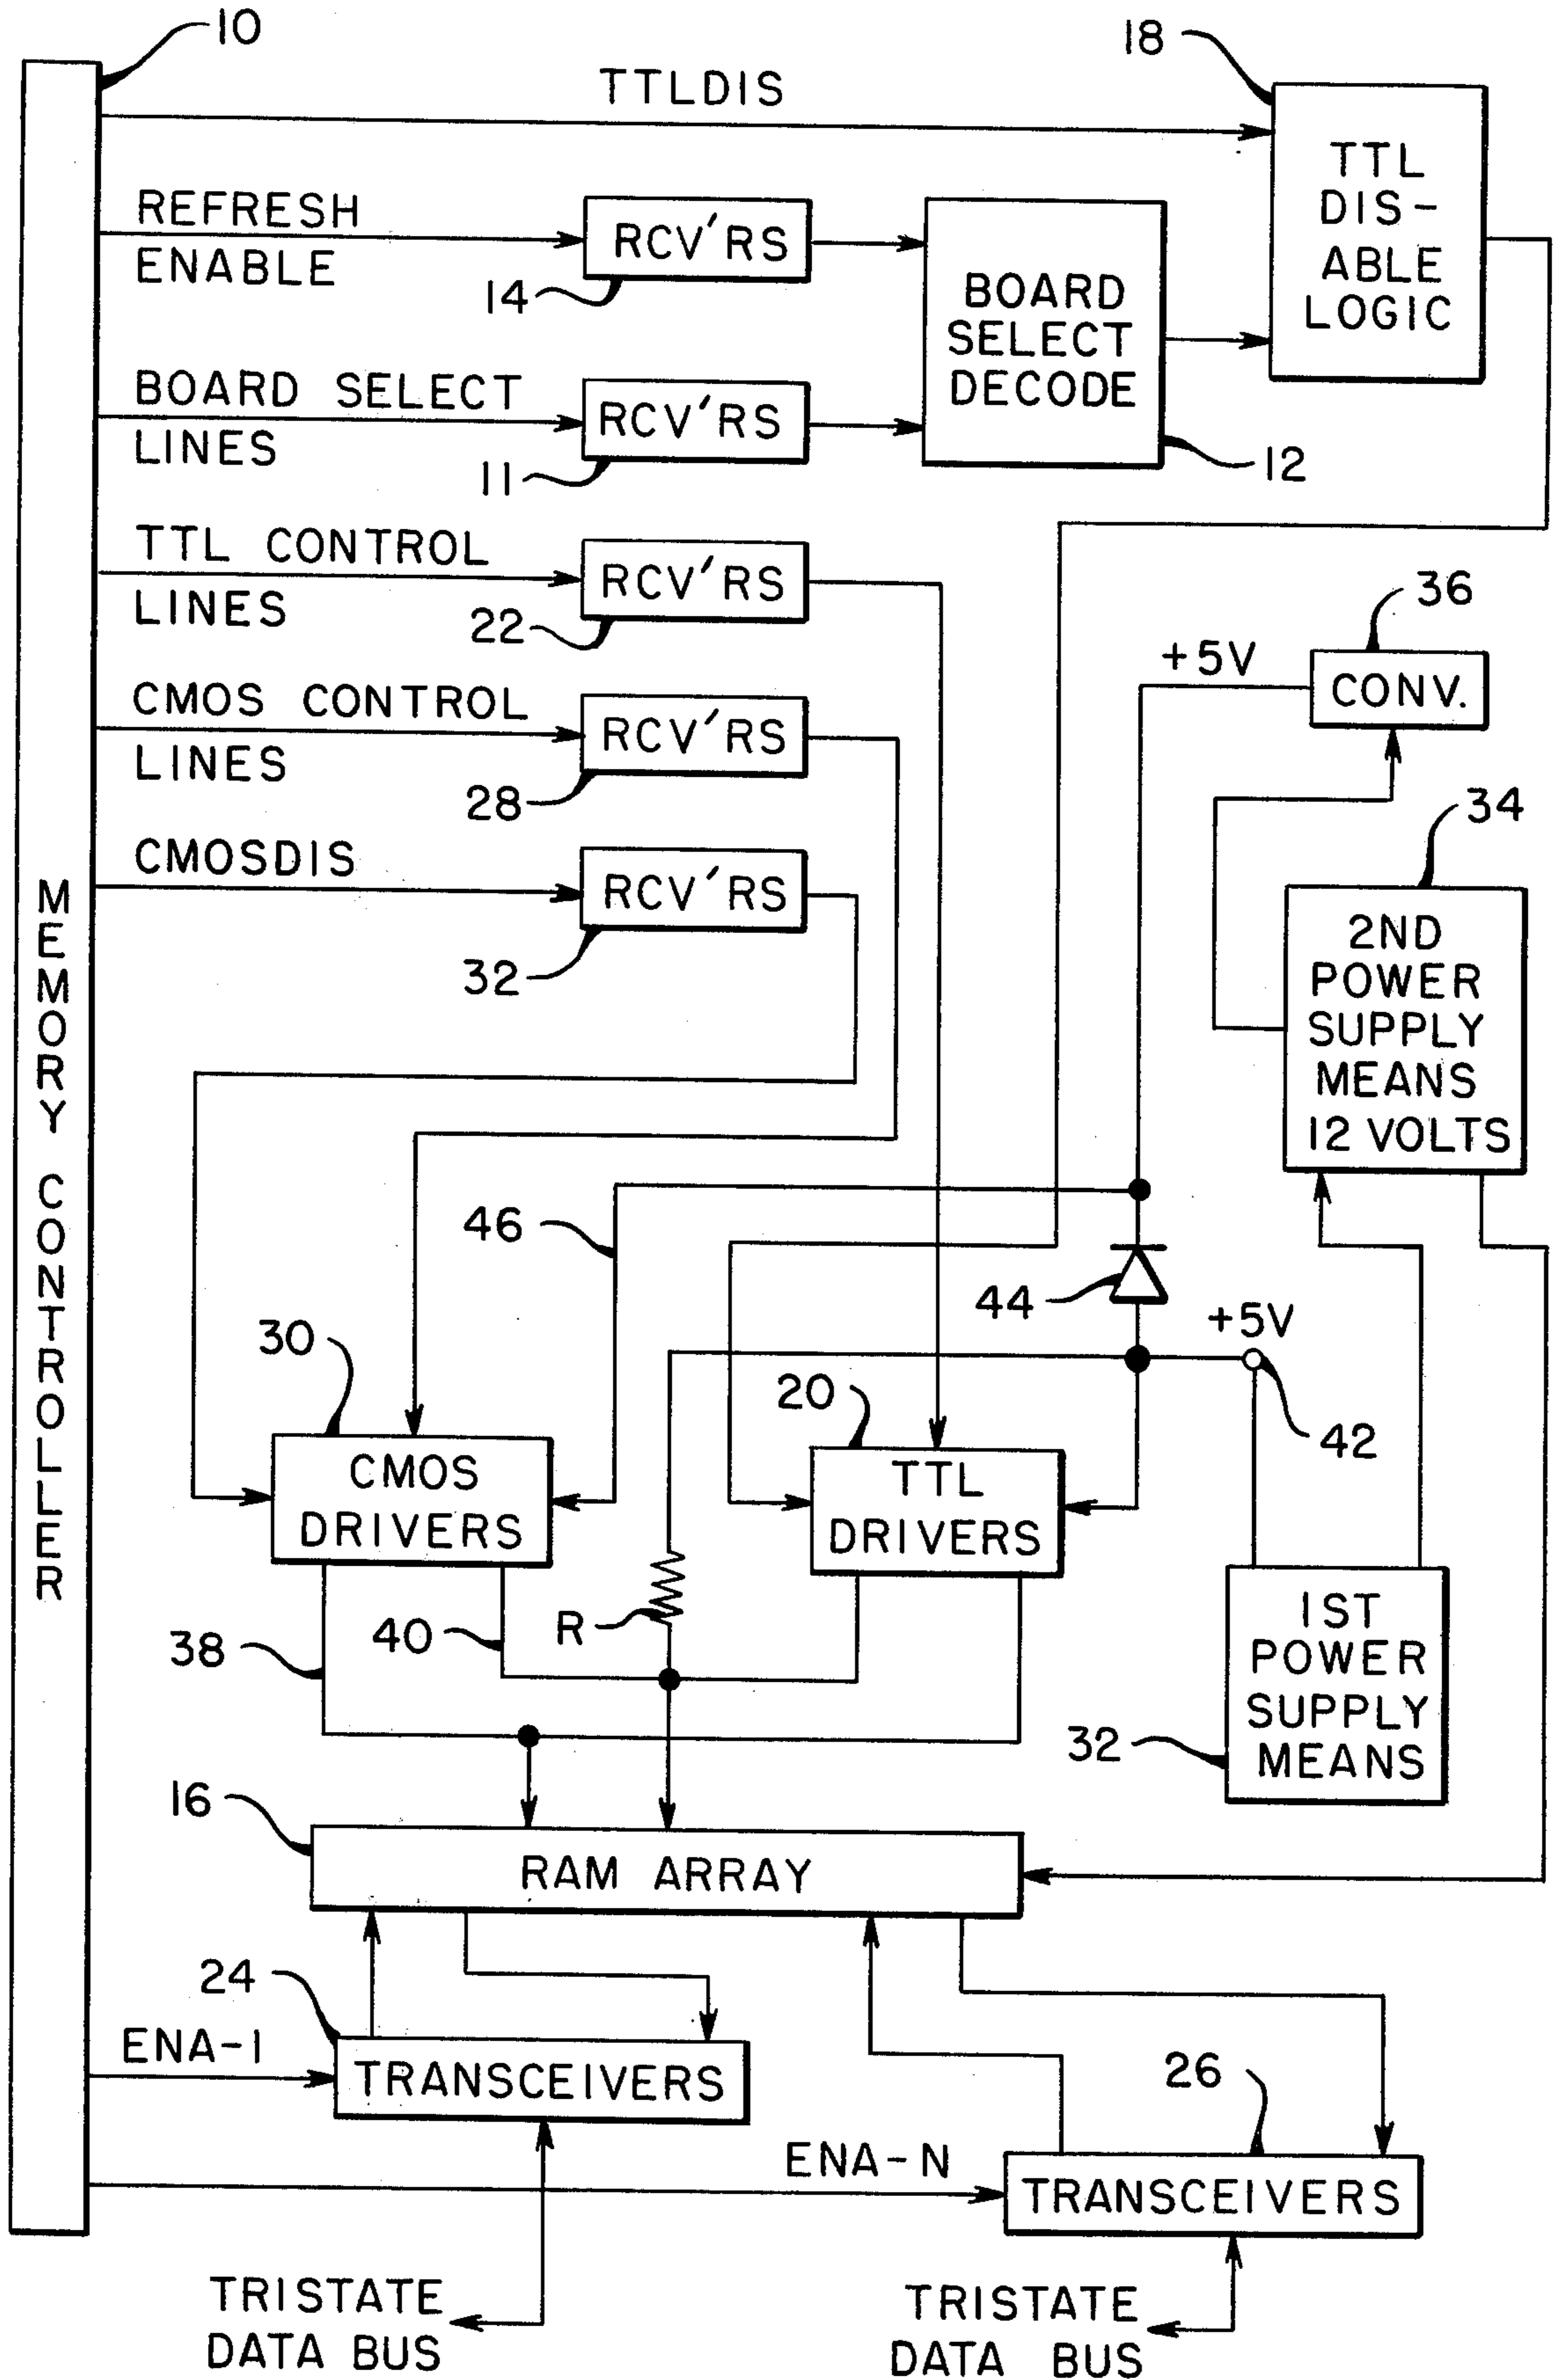 10
18
TTLDIS
TTL
DIS-
ABLE
LOGIC
REFRESH
ENABLE
RCV'RS
14
BOARD
SELECT
DECODE
12
BOARD SELECT
LINES
RCV'RS
11
TTL CONTROL
LINES
RCV'RS
22
36
+5V
CONV.
CMOS CONTROL
LINES
RCV'RS
28
34
CMOSDIS
RCV'RS
32
2ND
POWER
SUPPLY
MEANS
12 VOLTS
MEMORY CONTROLLER
46
44
+5V
30
20
42
CMOS
DRIVERS
TTL
DRIVERS
R
40
38
1ST
POWER
SUPPLY
MEANS
32
16
RAM ARRAY
24
ENA-1
TRANSCEIVERS
26
ENA-N
TRANSCEIVERS
TRISTATE
DATA BUS
TRISTATE
DATA BUS